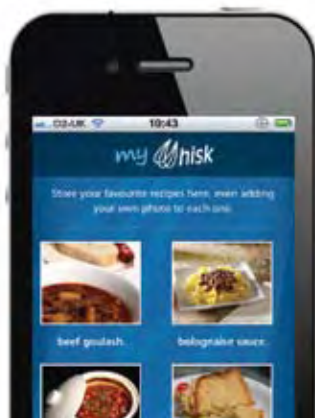 O2-UK 10:43
my Whisk
Store your favourite recipes here, even adding
your own photo to each one.
beef goulash. bolognaise sauce.